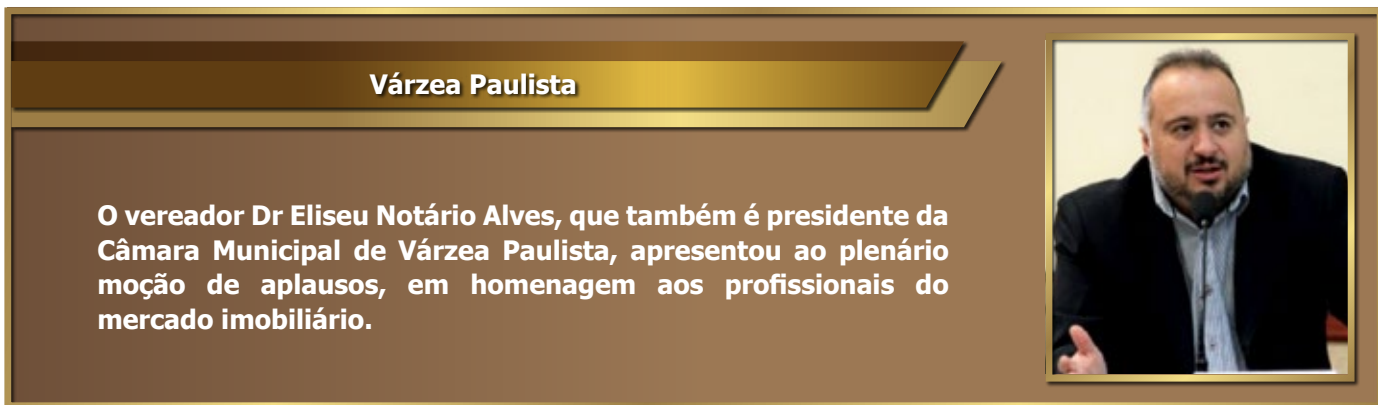 Várzea Paulista
O vereador Dr Eliseu Notário Alves, que também é presidente da
Câmara Municipal de Várzea Paulista, apresentou ao plenário
moção de aplausos, em homenagem aos profissionais do
mercado imobiliário.